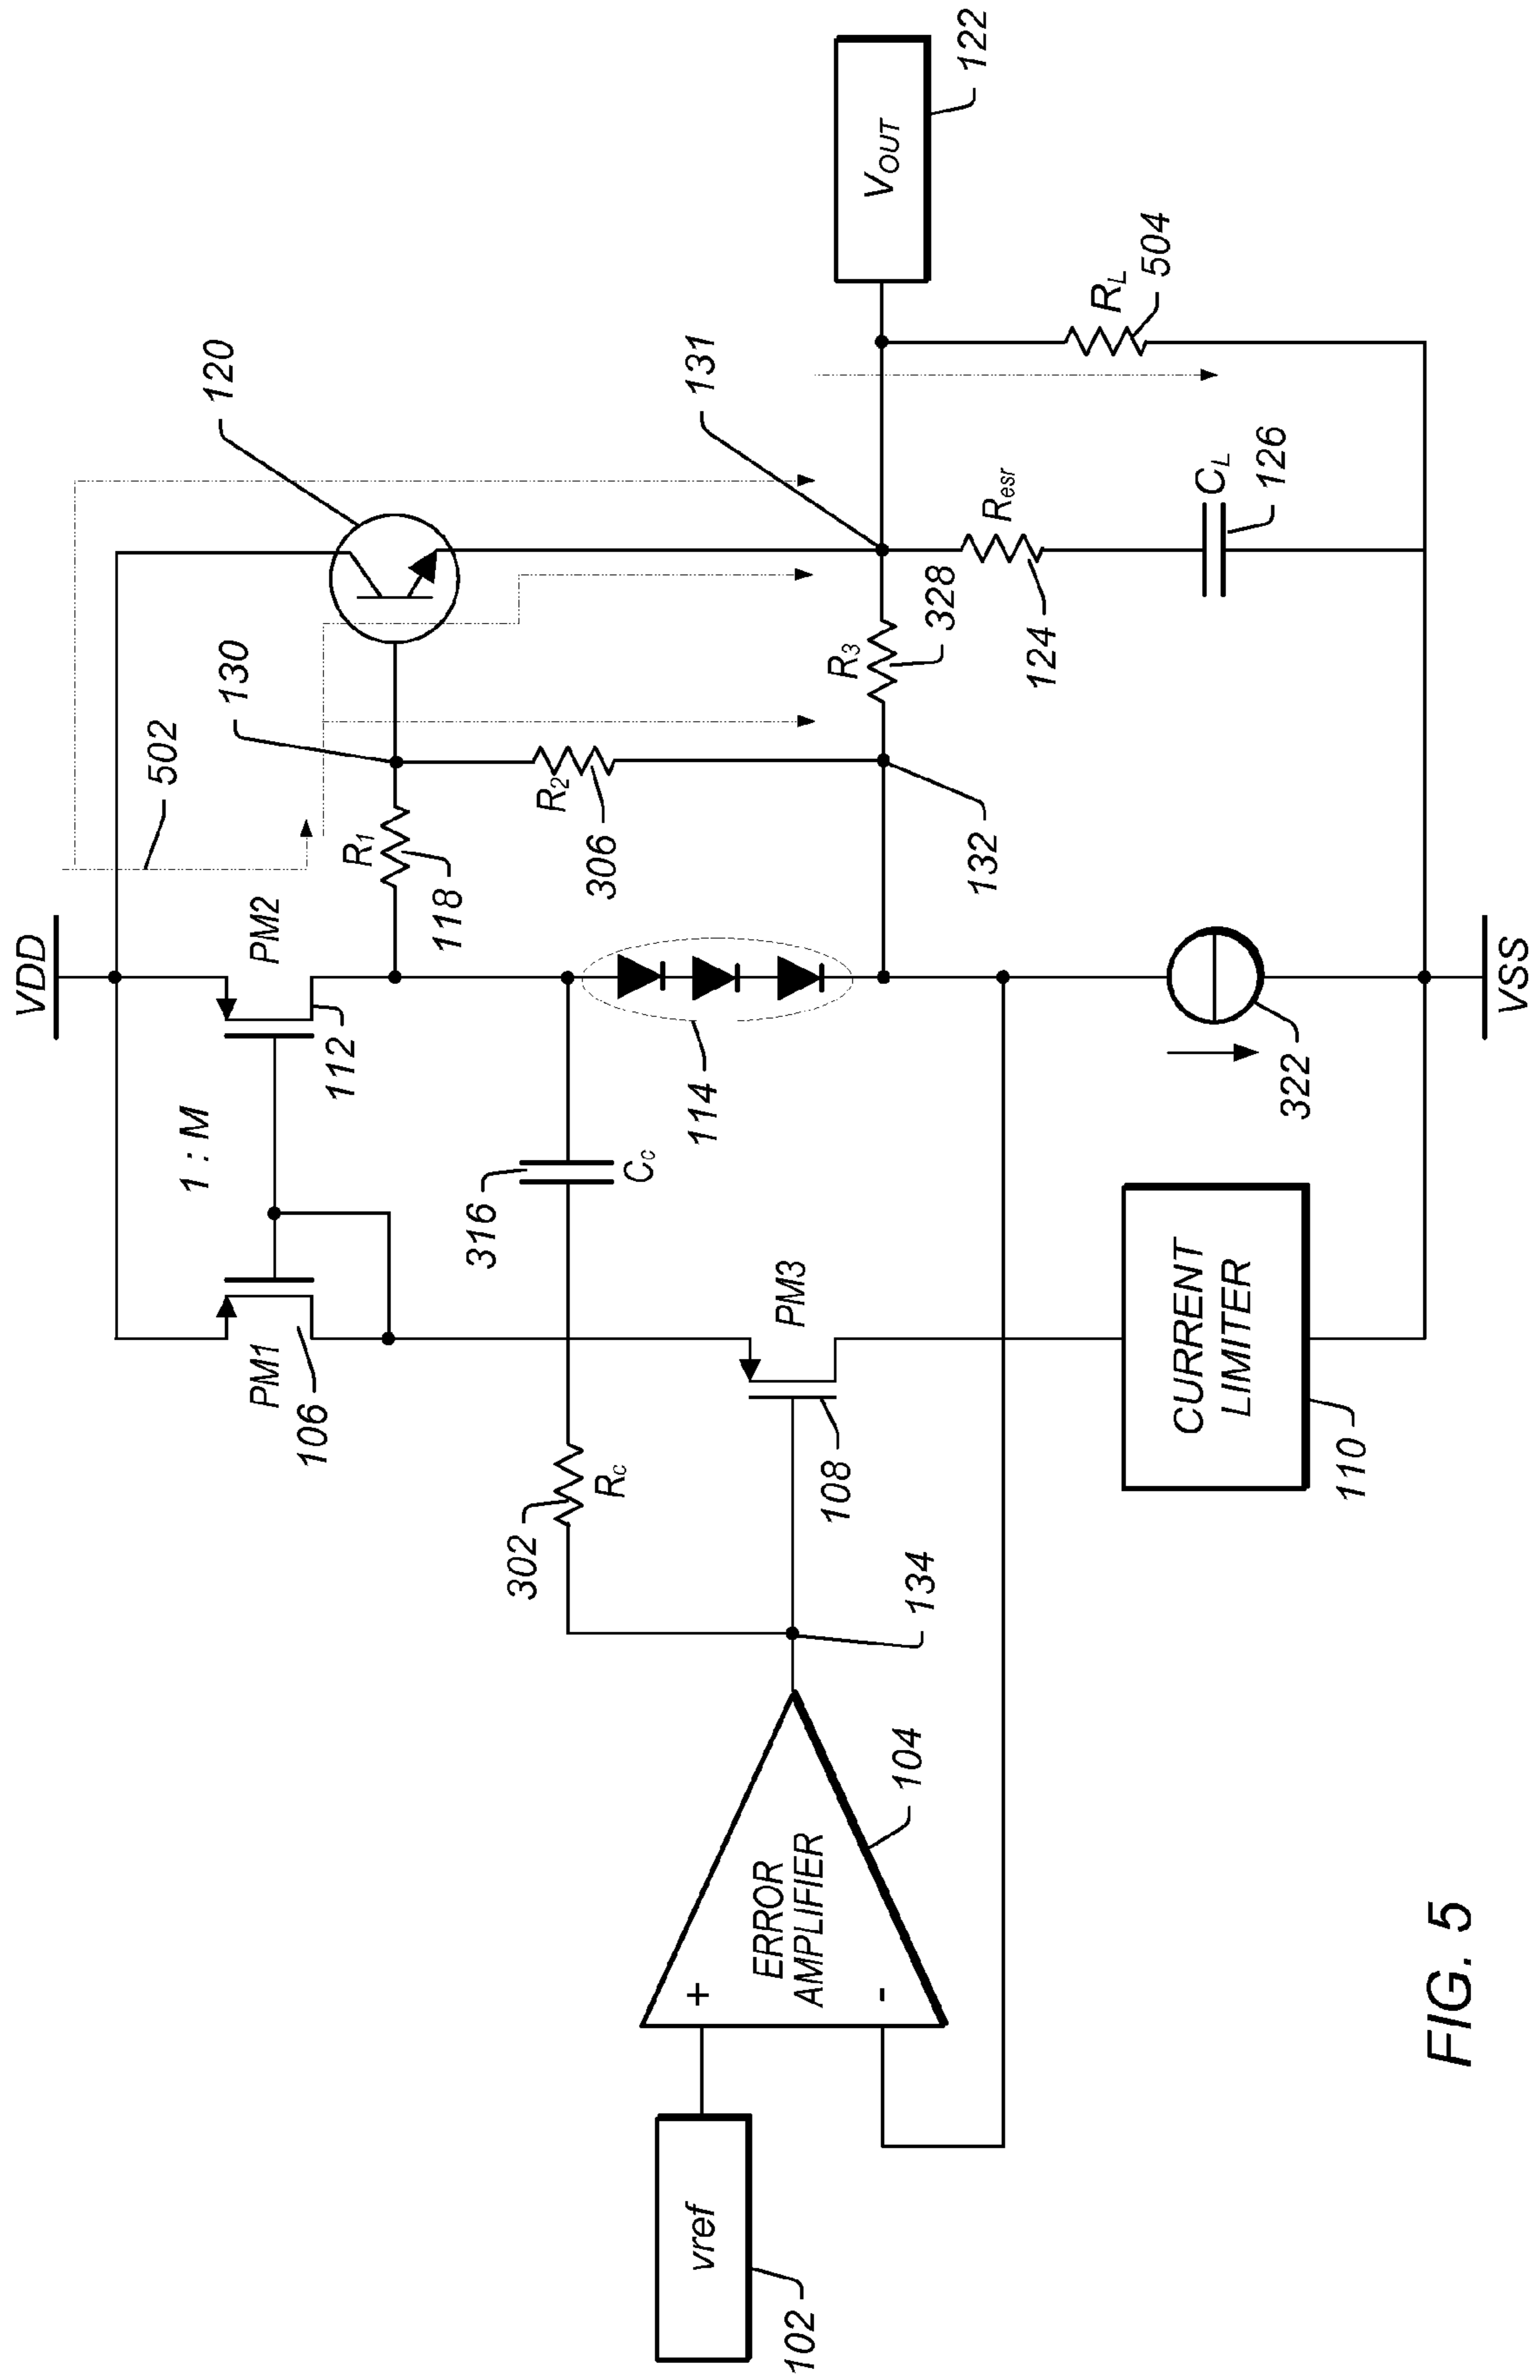 VDD
502
130
120
1 : M
PM1
106
PM2
112
R1
118
R2
306
131
VOUT
122
316
Cc
302
Rc
114
132
R3
328
Resr
124
CL
126
RL
504
PM3
108
134
ERROR
AMPLIFIER
+
-
104
vref
102
CURRENT
LIMITER
110
322
VSS
FIG. 5